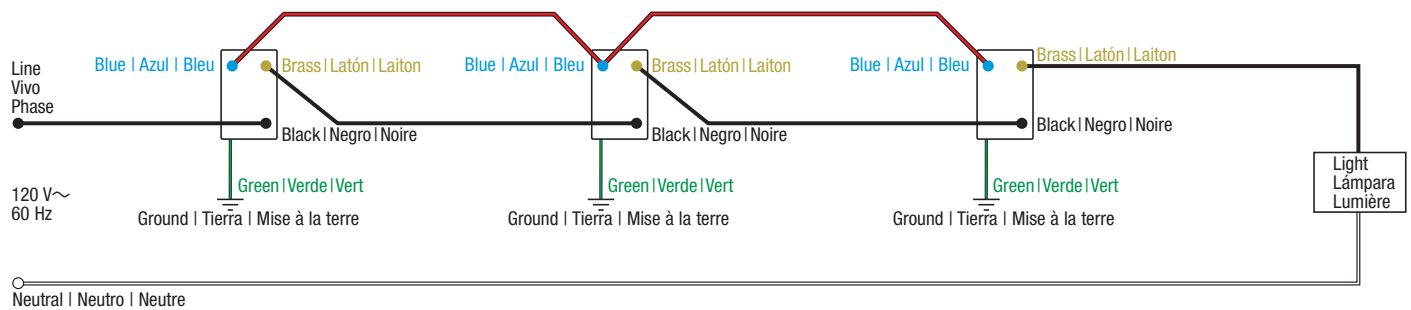 Line
Vivo
Phase
Blue | Azul | Bleu
Brass | Latón | Laiton
Blue | Azul | Bleu
Brass | Latón | Laiton
Blue | Azul | Bleu
Brass | Latón | Laiton
Black | Negro | Noire
Black | Negro | Noire
Black | Negro | Noire
Light
Lámpara
Lumière
120 V~
60 Hz
Green | Verde | Vert
Green | Verde | Vert
Green | Verde | Vert
Ground | Tierra | Mise à la terre
Ground | Tierra | Mise à la terre
Ground | Tierra | Mise à la terre
Neutral | Neutro | Neutre